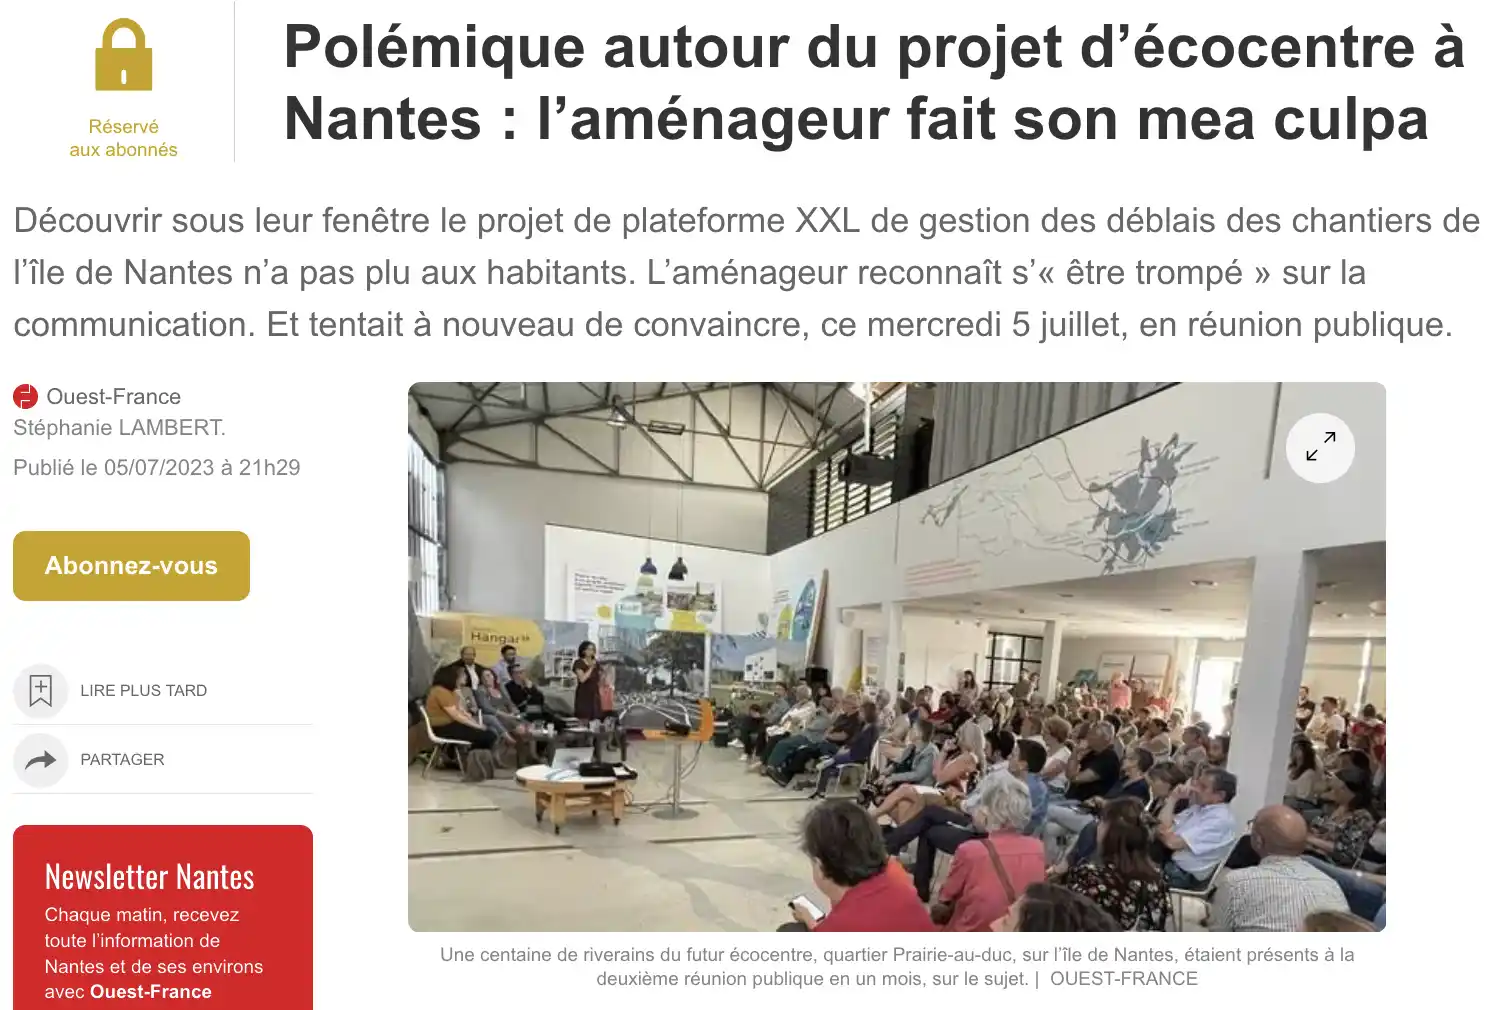 Réservé
aux abonnés
Polémique autour du projet d’écocentre à
Nantes : l’aménageur fait son mea culpa
Découvrir sous leur fenêtre le projet de plateforme XXL de gestion des déblais des chantiers de
l’île de Nantes n’a pas plu aux habitants. L’aménageur reconnaît s’« être trompé » sur la
communication. Et tentait à nouveau de convaincre, ce mercredi 5 juillet, en réunion publique.
Ouest-France
Stéphanie LAMBERT.
Publié le 05/07/2023 à 21h29
Abonnez-vous
LIRE PLUS TARD
PARTAGER
Newsletter Nantes
Chaque matin, recevez
toute l’information de
Nantes et de ses environs
avec Ouest-France
Hangar
Une centaine de riverains du futur écocentre, quartier Prairie-au-duc, sur l’île de Nantes, étaient présents à la
deuxième réunion publique en un mois, sur le sujet. | OUEST-FRANCE